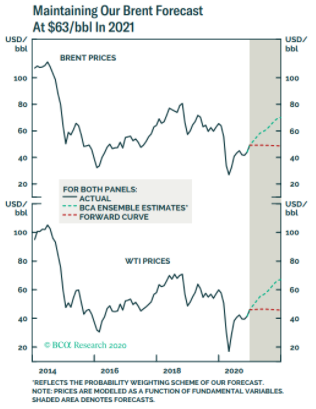 Maintaining Our Brent Forecast
At $63/bbl In 2021
USD/ USD/
bbl bbl
BRENT PRICES
100 100
80 80
60 60
40 40
20 20
FOR BOTH PANELS:
ACTUAL
BCA ENSEMBLE ESTIMATES*
FORWARD CURVE
USD/ USD/
bbl bbl
WTI PRICES
100 100
80 80
60 60
40 40
20 20
© BCA Research 2020
2014 2016 2018 2020
*REFLECTS THE PROBABILITY WEIGHTING SCHEME OF OUR FORECAST.
NOTE: PRICES ARE MODELED AS A FUNCTION OF FUNDAMENTAL VARIABLES.
SHADED AREA DENOTES FORECASTS.